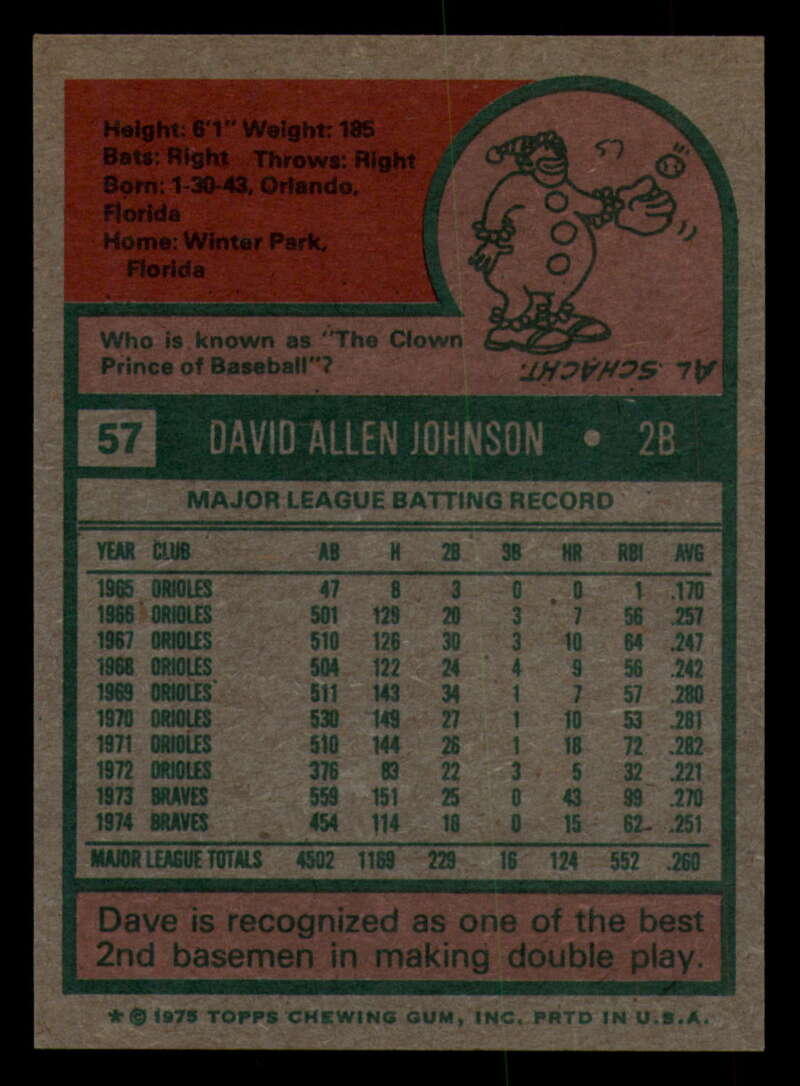 Height: 6'1" Weight: 185
Bats: Right Throws: Right
Born: 1-30-43, Orlando,
Florida
Home: Winter Park,
Florida
Who is known as "The Clown
Prince of Baseball"?
AL SCHACHT.
57 DAVID ALLEN JOHNSON • 2B
MAJOR LEAGUE BATTING RECORD
YEAR CLUB AB H 2B 3B HR RBI AVG
1965 ORIOLES 47 8 3 0 0 1 .170
1966 ORIOLES 501 129 20 3 7 56 .257
1967 ORIOLES 510 126 30 3 10 64 .247
1968 ORIOLES 504 122 24 4 9 56 .242
1969 ORIOLES 511 143 34 1 7 57 .280
1970 ORIOLES 530 149 27 1 10 53 .281
1971 ORIOLES 510 144 26 1 18 72 .282
1972 ORIOLES 376 83 22 3 5 32 .221
1973 BRAVES 559 151 25 0 43 99 .270
1974 BRAVES 454 114 18 0 15 62 .251
MAJOR LEAGUE TOTALS 4502 1169 229 16 124 552 .260
Dave is recognized as one of the best
2nd basemen in making double play.
* © 1975 TOPPS CHEWING GUM, INC. PRTD IN U.S.A.